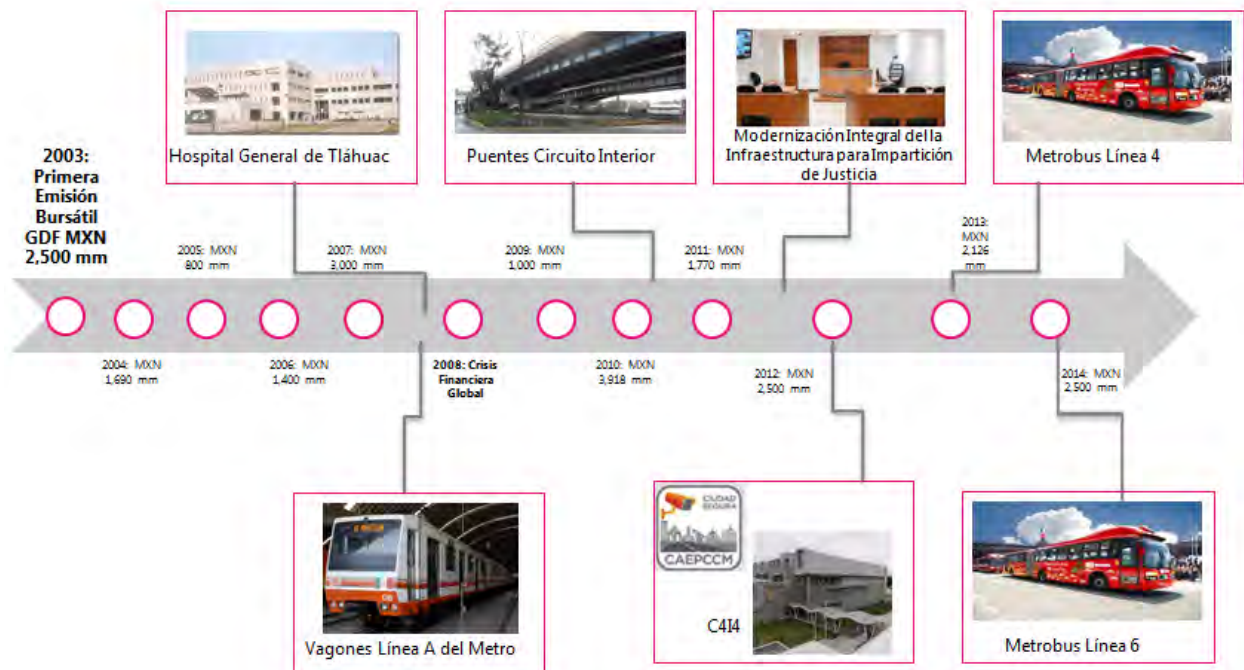 Hospital General de Tláhuac
Puentes Circuito Interior
Modernización Integral del la
Infraestructura para Impartición
de Justicia
Metrobus Línea 4
2003:
Primera
Emisión
Bursátil
GDF MXN
2,500 mm
2005: MXN
800 mm
2007: MXN
3,000 mm
2009: MXN
1,000 mm
2011: MXN
1,770 mm
2013:
MXN
2,126
mm
2004: MXN
1,690 mm
2006: MXN
1,400 mm
2008: Crisis
Financiera
Global
2010: MXN
3,918 mm
2012: MXN
2,500 mm
2014: MXN
2,500 mm
Vagones Línea A del Metro
CIUDAD
SEGURA
CAEPCCM
C4I4
Metrobus Línea 6